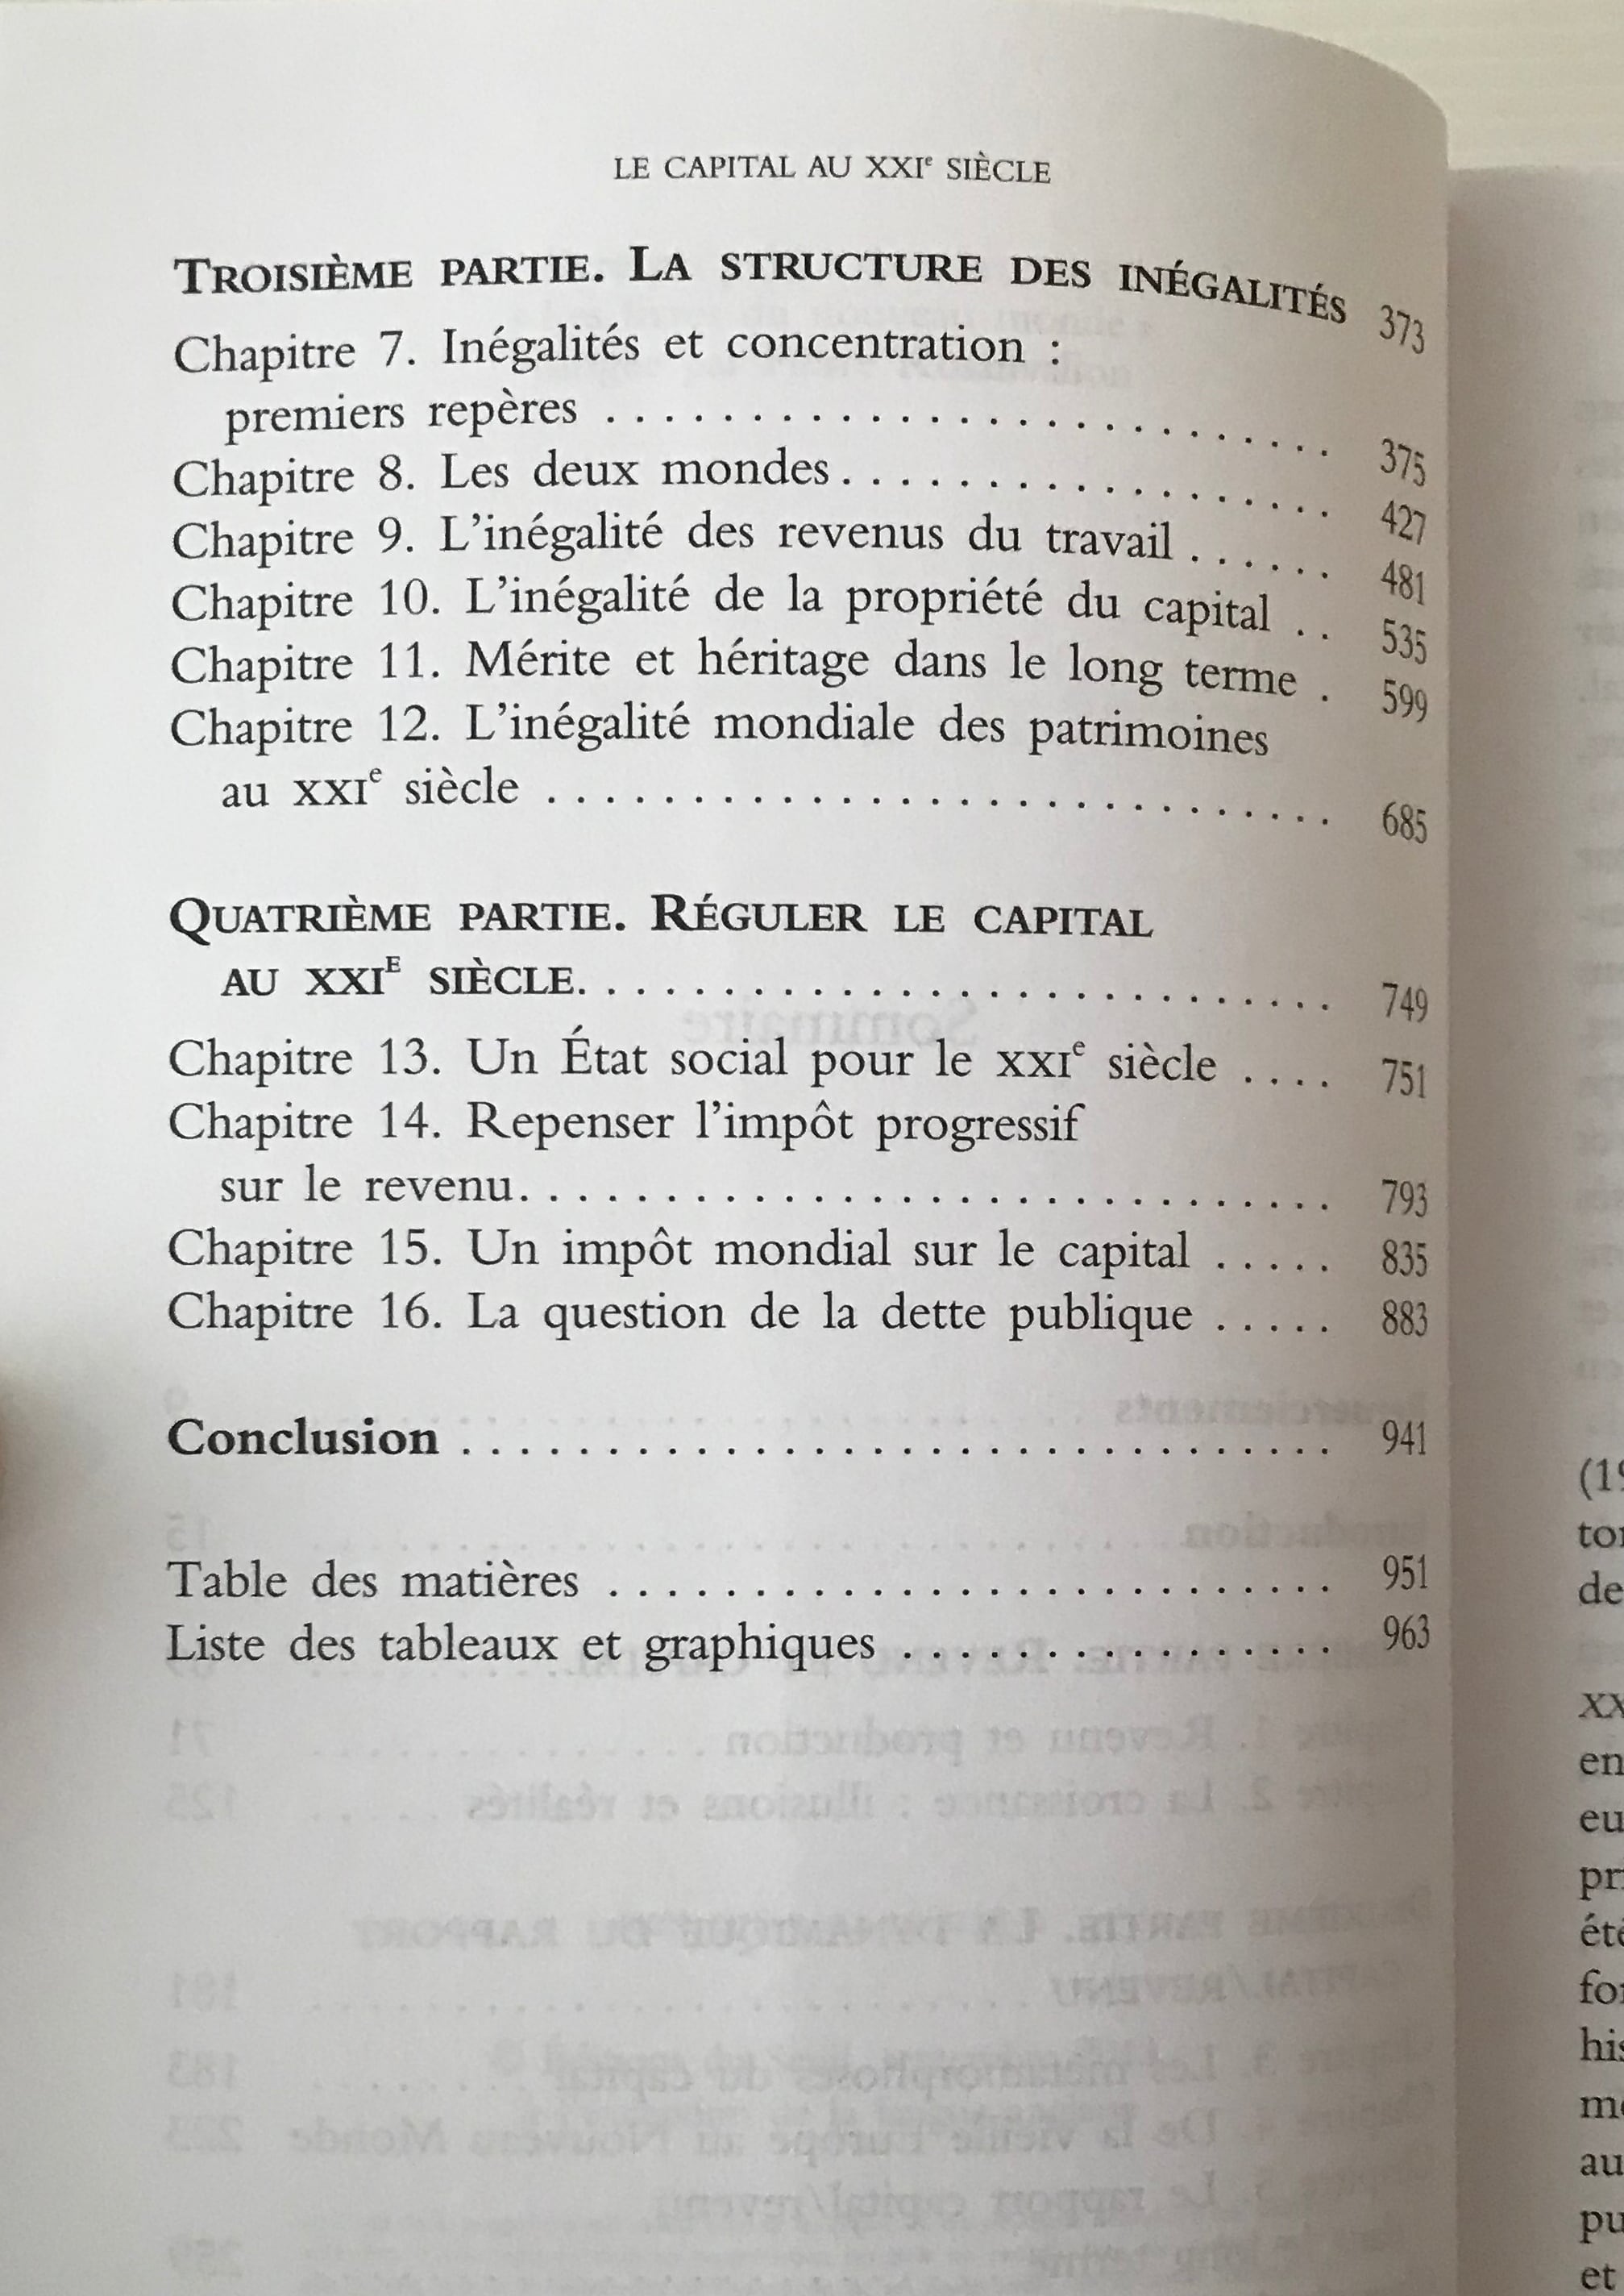 LE CAPITAL AU XXIe SIÈCLE
TROISIÈME PARTIE. LA STRUCTURE DES INÉGALITÉS 373
Chapitre 7. Inégalités et concentration :
premiers repères . . . . . . . . . . . . . . . . . . . . . . . . . 375
Chapitre 8. Les deux mondes. . . . . . . . . . . . . . . . . 427
Chapitre 9. L'inégalité des revenus du travail . . . . . . 481
Chapitre 10. L'inégalité de la propriété du capital . . 535
Chapitre 11. Mérite et héritage dans le long terme . 599
Chapitre 12. L'inégalité mondiale des patrimoines
au XXIe siècle . . . . . . . . . . . . . . . . . . . . . . . . . . . 685
QUATRIÈME PARTIE. RÉGULER LE CAPITAL
AU XXIE SIÈCLE. . . . . . . . . . . . . . . . . . . . . . . . . . 749
Chapitre 13. Un État social pour le XXIe siècle . . . . 751
Chapitre 14. Repenser l'impôt progressif
sur le revenu. . . . . . . . . . . . . . . . . . . . . . . . . . . . 793
Chapitre 15. Un impôt mondial sur le capital . . . . . 835
Chapitre 16. La question de la dette publique . . . . . 883
Conclusion . . . . . . . . . . . . . . . . . . . . . . . . . . . . . . 941
Table des matières . . . . . . . . . . . . . . . . . . . . . . . . . 951
Liste des tableaux et graphiques . . . . . . . . . . . . . . . 963